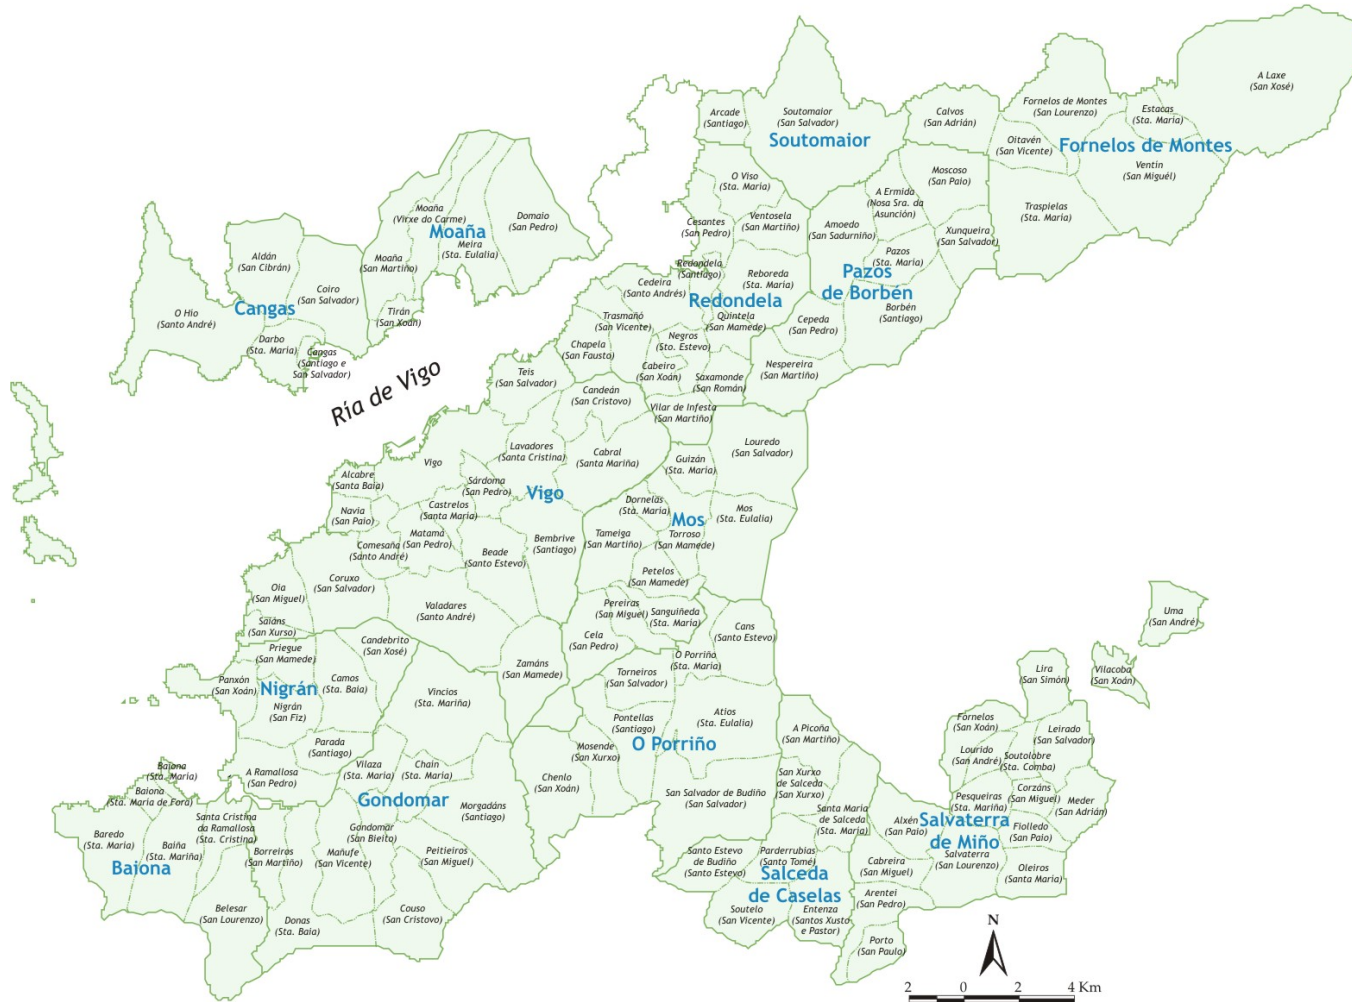 A Laxe
(San Xosé)
Arcade
(Santiago)
Soutomaior
(San Salvador)
Soutomaior
Calvos
(San Adrián)
Fornelos de Montes
(San Lourenzo)
Estacas
(Sta. María)
Oitavén
(San Vicente)
Fornelos de Montes
Ventín
(San Miguél)
Traspielas
(Sta. María)
O Viso
(Sta. María)
Moscoso
(San Paio)
A Ermida
(Nosa Sra. da
Asunción)
Cesantes
(San Pedro)
Ventosela
(San Martiño)
Amoedo
(San Sadurniño)
Xunqueira
(San Salvador)
Pazos
(Sta. María)
Pazos
de Borbén
Borbén
(Santiago)
Cepeda
(San Pedro)
Nespereira
(San Martiño)
Moaña
(Virxe do Carme)
Domaio
(San Pedro)
Moaña
Meira
(Sta. Eulalia)
Moaña
(San Martiño)
Tirán
(San Xoán)
Aldán
(San Cibrán)
Coiro
(San Salvador)
O Hio
(Santo André)
Cangas
Darbo
(Sta. María)
Cangas
(Santiago e
San Salvador)
Ría de Vigo
Redondela
(Santiago)
Cedeira
(Santo Andrés)
Reboreda
(Sta. María)
Redondela
Trasmañó
(San Vicente)
Quintela
(San Mamede)
Chapela
(San Fausto)
Negros
(Sto. Estevo)
Cabeiro
(San Xoán)
Saxamonde
(San Román)
Vilar de Infesta
(San Martiño)
Teis
(San Salvador)
Candeán
(San Cristovo)
Lavadores
(Santa Cristina)
Cabral
(Santa Mariña)
Vigo
Alcabre
(Santa Baia)
Sárdoma
(San Pedro)
Vigo
Navia
(San Paio)
Castrelos
(Santa María)
Matamá
(San Pedro)
Comesaña
(Santo André)
Beade
(Santo Estevo)
Bembrive
(Santiago)
Oia
(San Miguel)
Coruxo
(San Salvador)
Valadares
(Santo André)
Saiáns
(San Xurso)
Zamáns
(San Mamede)
Louredo
(San Salvador)
Guizán
(Sta. María)
Dornelas
(Sta. María)
Mos
Mos
(Sta. Eulalia)
Tameiga
(San Martiño)
Torroso
(San Mamede)
Petelos
(San Mamede)
Pereiras
(San Miguel)
Sanguiñeda
(Sta. María)
Cans
(Santo Estevo)
Cela
(San Pedro)
O Porriño
(Sta. María)
Torneiros
(San Salvador)
Pontellas
(Santiago)
Atios
(Sta. Eulalia)
O Porriño
Mosende
(San Xurxo)
Chenlo
(San Xoán)
San Salvador de Budiño
(San Salvador)
Santo Estevo
de Budiño
(Santo Estevo)
Priegue
(San Mamede)
Candebrito
(San Xosé)
Panxón
(San Xoán)
Nigrán
Camos
(Sta. Baia)
Nigrán
(San Fiz)
Parada
(Santiago)
A Ramallosa
(San Pedro)
Vincios
(Sta. Mariña)
Vilaza
(Sta. María)
Chaín
(Sta. María)
Gondomar
Morgadáns
(Santiago)
Gondomar
(San Bieito)
Borreiros
(San Martiño)
Mañufe
(San Vicente)
Peitieiros
(San Miguel)
Couso
(San Cristovo)
Donas
(Sta. Baia)
Baiona
(Sta. María)
Baiona
(Sta. María de Fora)
Santa Cristina
da Ramallosa
(Sta. Cristina)
Baredo
(Sta. María)
Baiña
(Sta. Mariña)
Baiona
Belesar
(San Lourenzo)
A Picoña
(San Martiño)
San Xurxo
de Salceda
(San Xurxo)
Santa María
de Salceda
(Sta. María)
Parderrubias
(Santo Tomé)
Salceda
de Caselas
Soutelo
(San Vicente)
Entenza
(Santos Xusto
e Pastor)
Uma
(San André)
Vilacoba
(San Xoán)
Lira
(San Simón)
Fornelos
(San Xoán)
Leirado
(San Salvador)
Lourido
(San André)
Soutolobre
(Sta. Comba)
Corzáns
(San Miguel)
Pesqueiras
(Sta. Mariña)
Meder
(San Adrián)
Alxén
(San Paio)
Salvaterra
de Miño
Fiolledo
(San Paio)
Salvaterra
(San Lourenzo)
Oleiros
(Santa María)
Cabreira
(San Miguel)
Arentei
(San Pedro)
Porto
(San Paulo)
N
2 0 2 4 Km